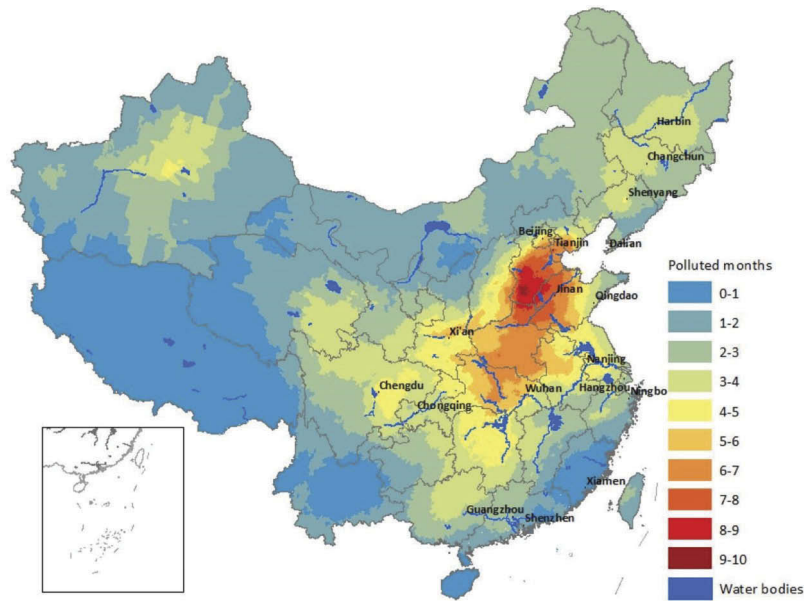 Harbin
Changchun
Shenyang
Beijing
Tianjin
Dalian
Jinan
Qingdao
Xi'an
Nanjing
Chengdu
Wuhan
Hangzhou
Ningbo
Chongqing
Xiamen
Guangzhou
Shenzhen
Polluted months
0-1
1-2
2-3
3-4
4-5
5-6
6-7
7-8
8-9
9-10
Water bodies